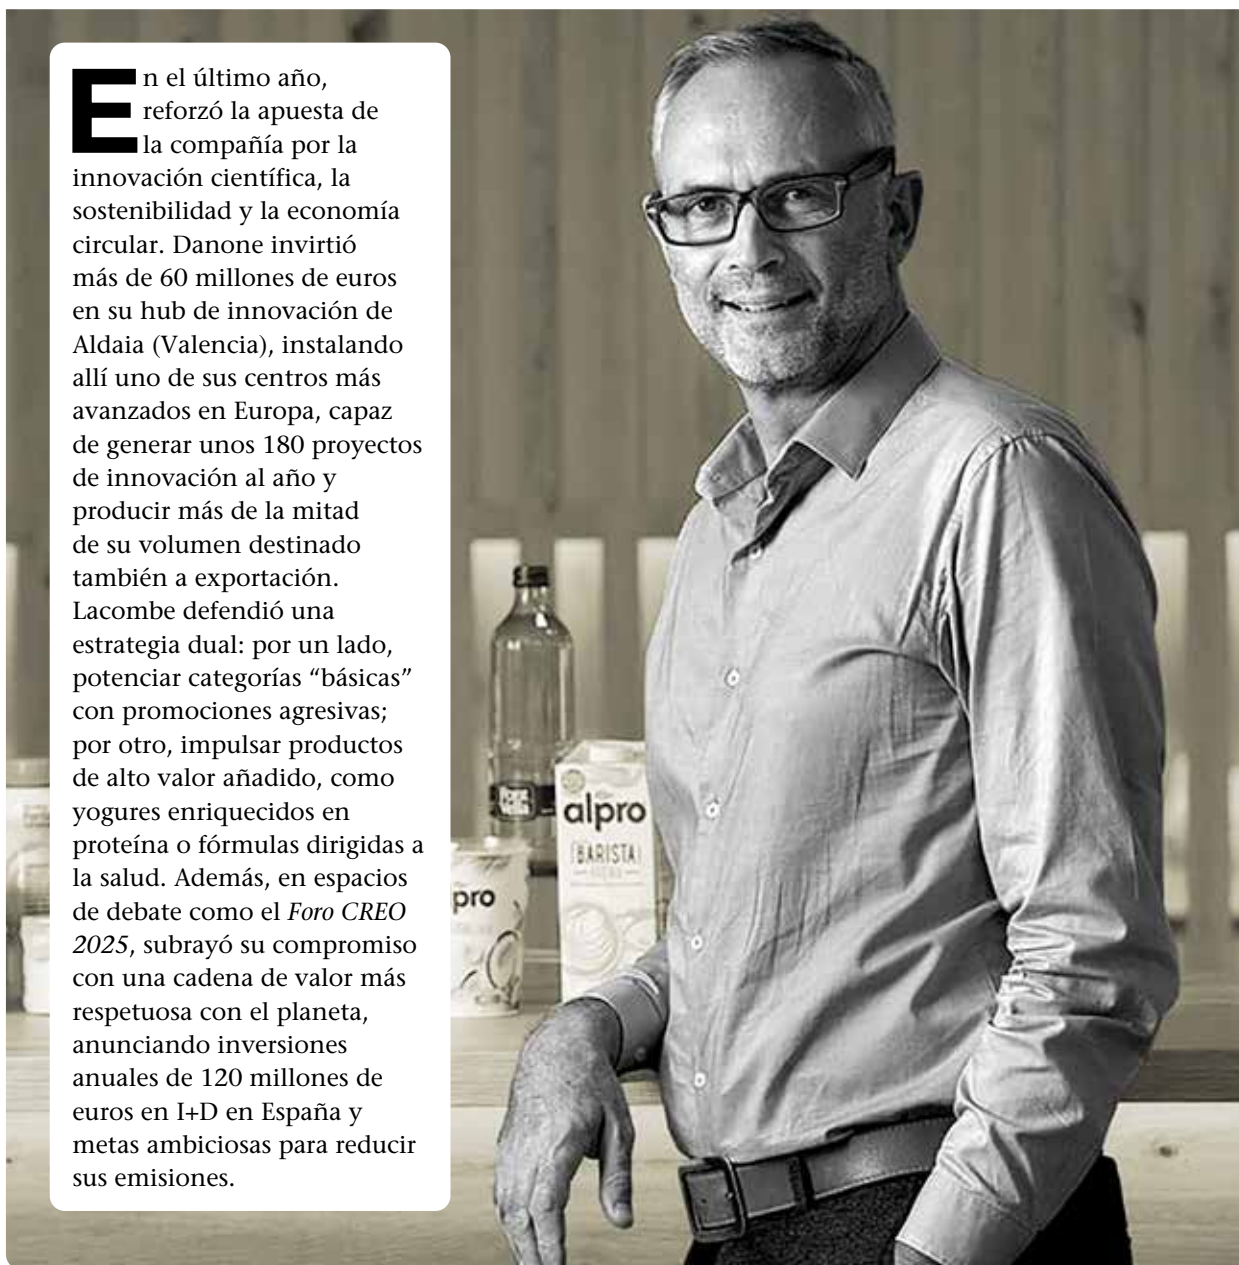 En el último año,
reforzó la apuesta de
la compañía por la
innovación científica, la
sostenibilidad y la economía
circular. Danone invirtió
más de 60 millones de euros
en su hub de innovación de
Aldaia (Valencia), instalando
allí uno de sus centros más
avanzados en Europa, capaz
de generar unos 180 proyectos
de innovación al año y
producir más de la mitad
de su volumen destinado
también a exportación.
Lacombe defendió una
estrategia dual: por un lado,
potenciar categorías “básicas”
con promociones agresivas;
por otro, impulsar productos
de alto valor añadido, como
yogures enriquecidos en
proteína o fórmulas dirigidas a
la salud. Además, en espacios
de debate como el Foro CREO
2025, subrayó su compromiso
con una cadena de valor más
respetuosa con el planeta,
anunciando inversiones
anuales de 120 millones de
euros en I+D en España y
metas ambiciosas para reducir
sus emisiones.
alpro
BARISTA
pro